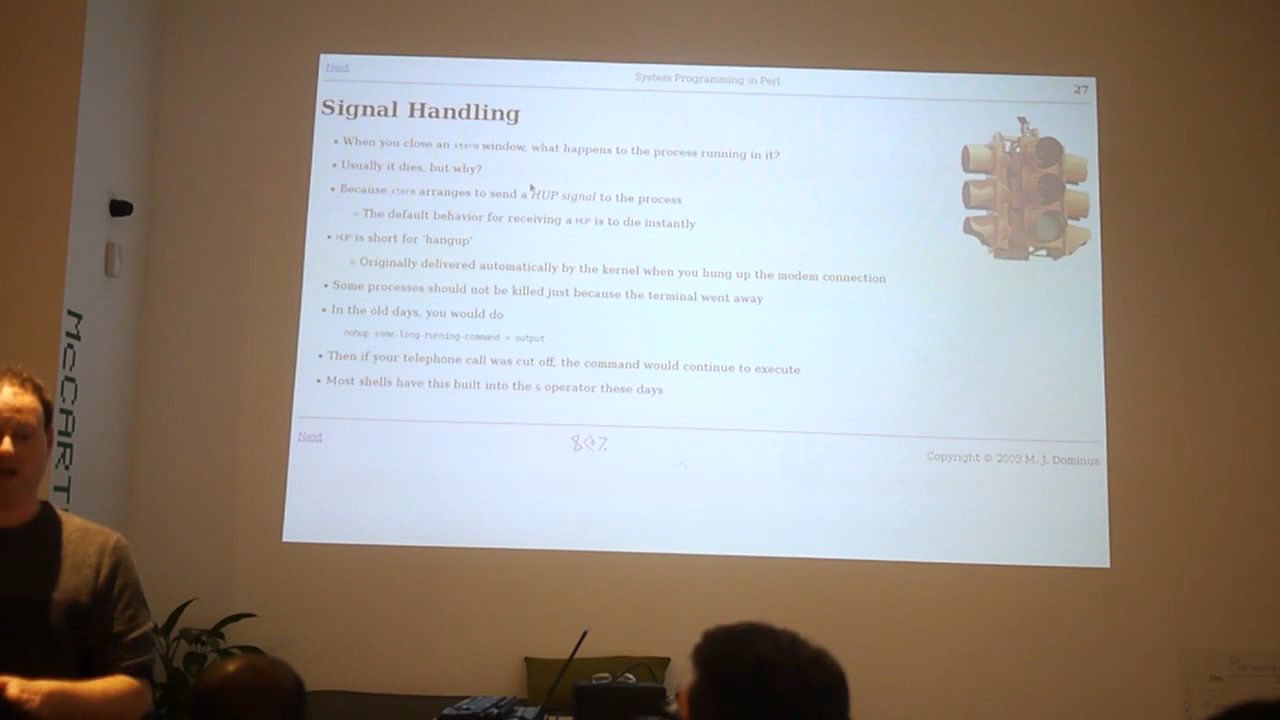 Next
System Programming in Perl
27
Signal Handling
• When you close an xterm window, what happens to the process running in it?
• Usually it dies, but why?
• Because xterm arranges to send a HUP signal to the process
◦ The default behavior for receiving a HUP is to die instantly
• HUP is short for 'hangup'
◦ Originally delivered automatically by the kernel when you hung up the modem connection
• Some processes should not be killed just because the terminal went away
• In the old days, you would do
nohup some-long-running-command > output
• Then if your telephone call was cut off, the command would continue to execute
• Most shells have this built into the & operator these days
Next
Copyright © 2003 M. J. Dominus
McCART